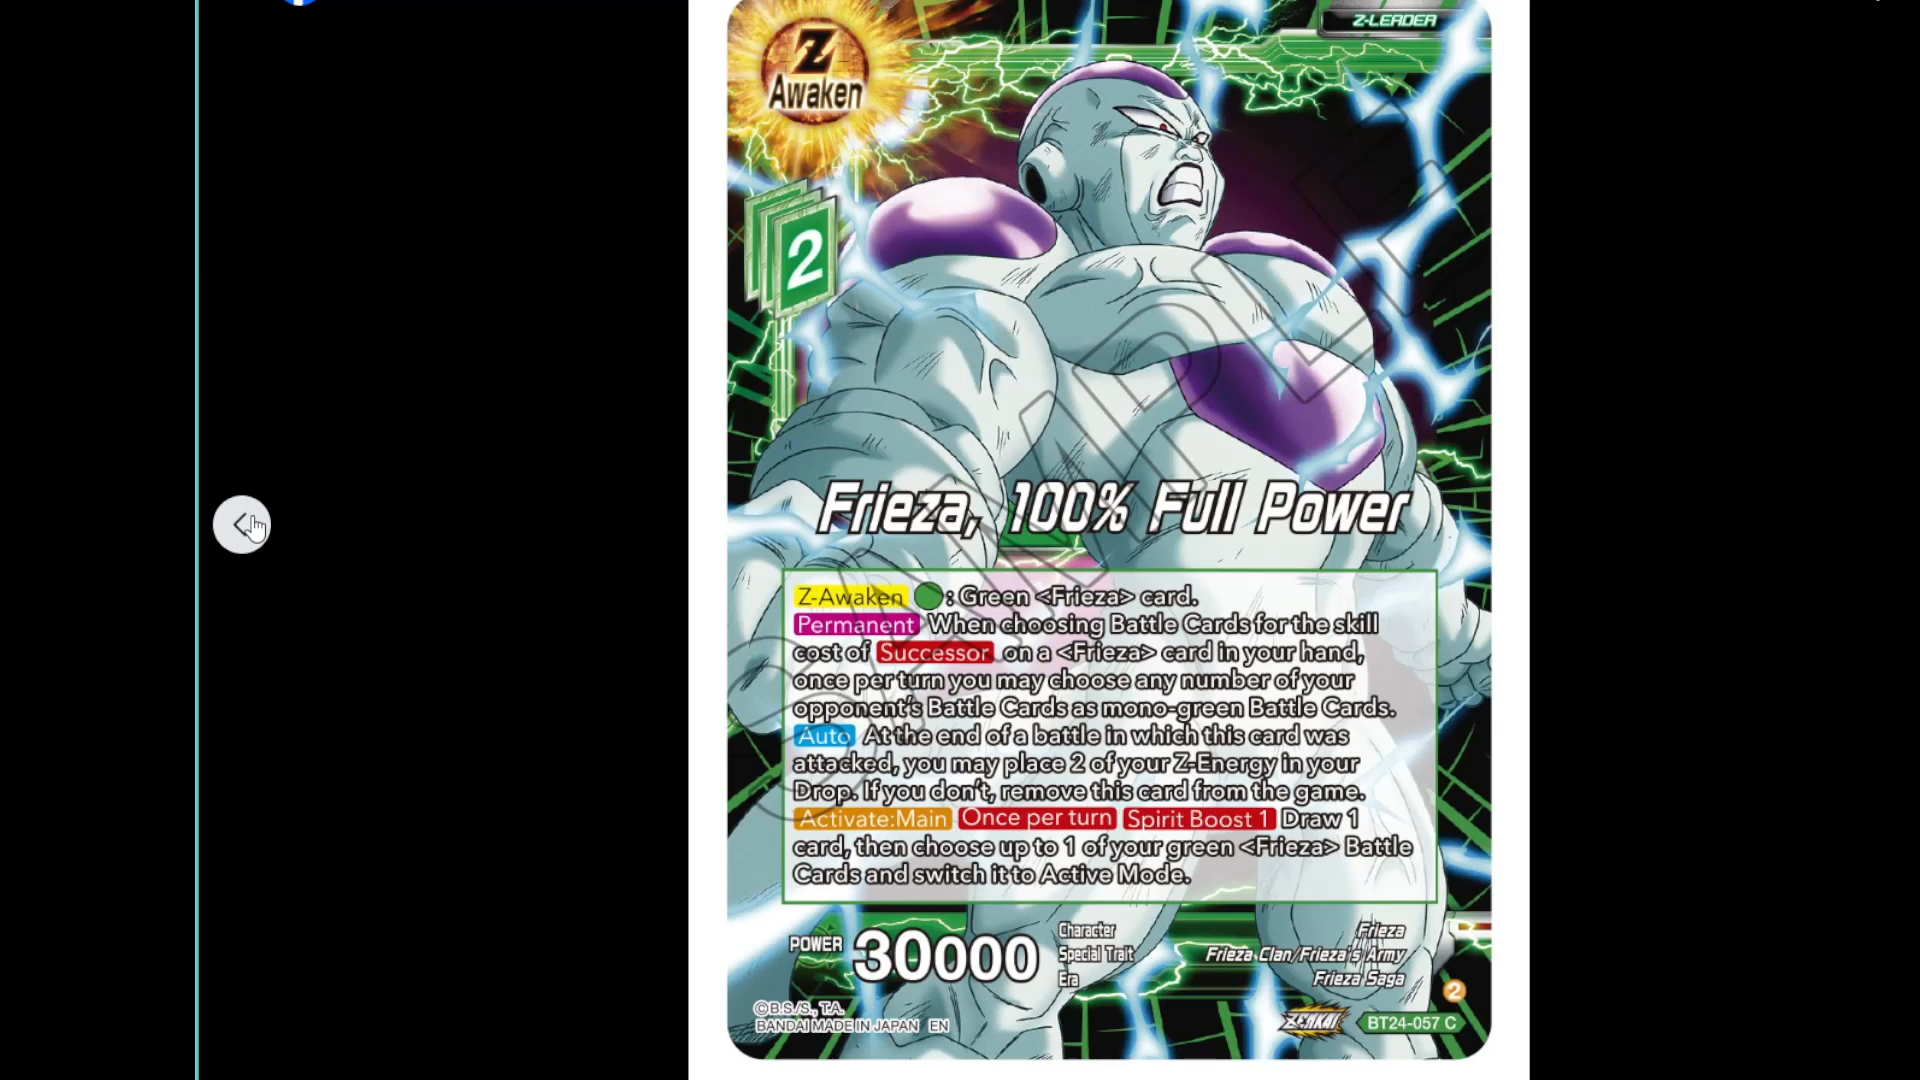 Z-LEADER
Z
Awaken
2
Frieza, 100% Full Power
Z-Awaken : Green <Frieza> card.
Permanent When choosing Battle Cards for the skill
cost of Successor on a <Frieza> card in your hand,
once per turn you may choose any number of your
opponent's Battle Cards as mono-green Battle Cards.
Auto At the end of a battle in which this card was
attacked, you may place 2 of your Z-Energy in your
Drop. If you don't, remove this card from the game.
Activate:Main Once per turn Spirit Boost 1 Draw 1
card, then choose up to 1 of your green <Frieza> Battle
Cards and switch it to Active Mode.
SAMPLE
POWER 30000
Character Frieza
Special Trait Frieza Clan/Frieza's Army
Era Frieza Saga
2
©B.S./S., T.A.
BANDAI MADE IN JAPAN EN
ZENKAI BT24-057 C